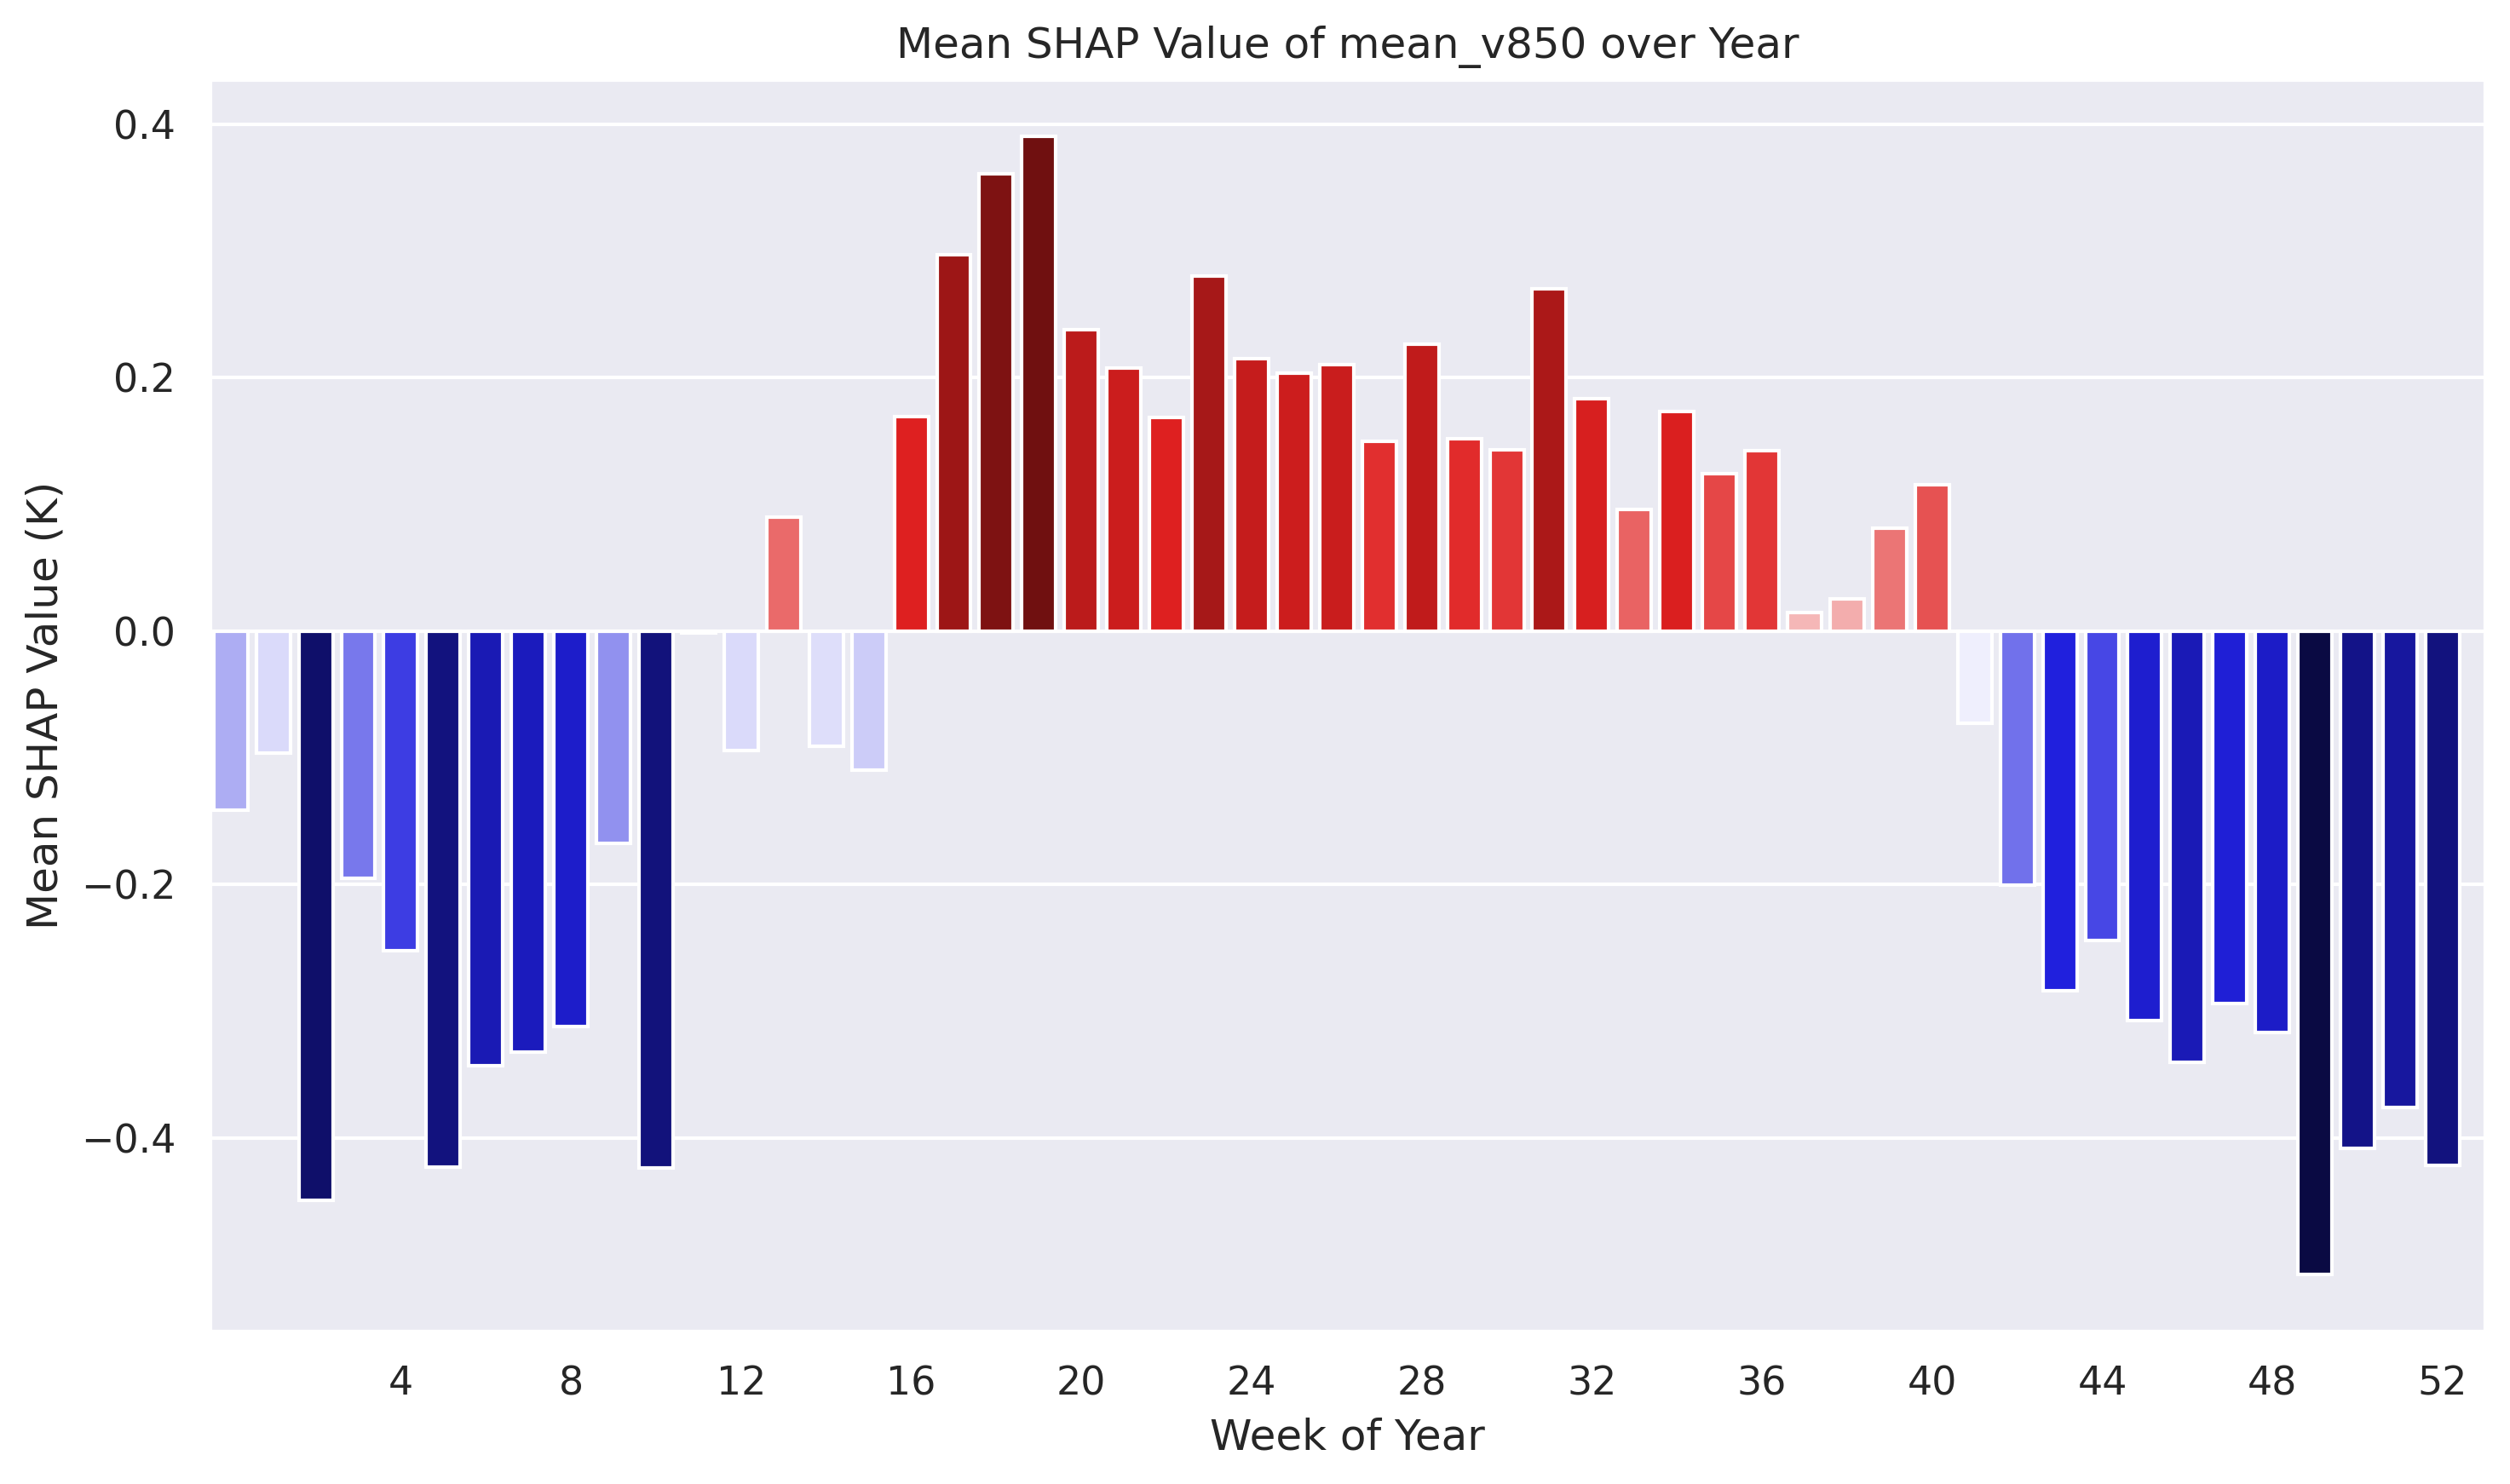 Mean SHAP Value of mean_v850 over Year
Mean SHAP Value (K)
0.4
0.2
0.0
−0.2
−0.4
4 8 12 16 20 24 28 32 36 40 44 48 52
Week of Year